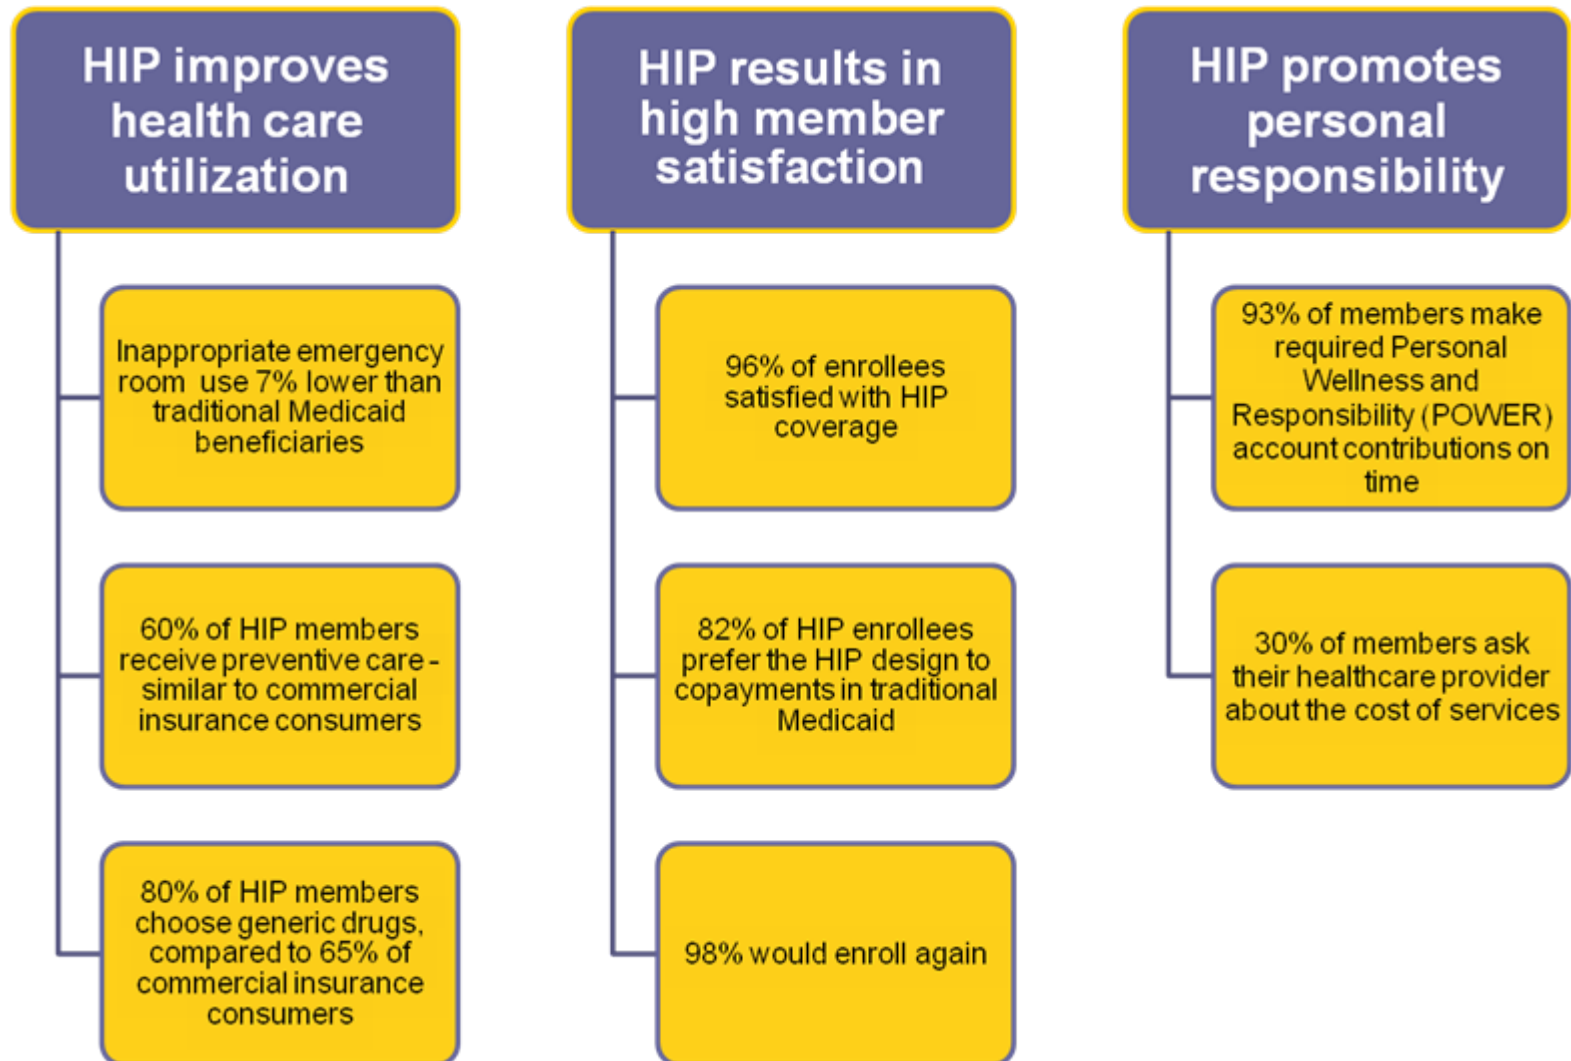 HIP improves
health care
utilization
Inappropriate emergency
room use 7% lower than
traditional Medicaid
beneficiaries
60% of HIP members
receive preventive care -
similar to commercial
insurance consumers
80% of HIP members
choose generic drugs,
compared to 65% of
commercial insurance
consumers
HIP results in
high member
satisfaction
96% of enrollees
satisfied with HIP
coverage
82% of HIP enrollees
prefer the HIP design to
copayments in traditional
Medicaid
98% would enroll again
HIP promotes
personal
responsibility
93% of members make
required Personal
Wellness and
Responsibility (POWER)
account contributions on
time
30% of members ask
their healthcare provider
about the cost of services